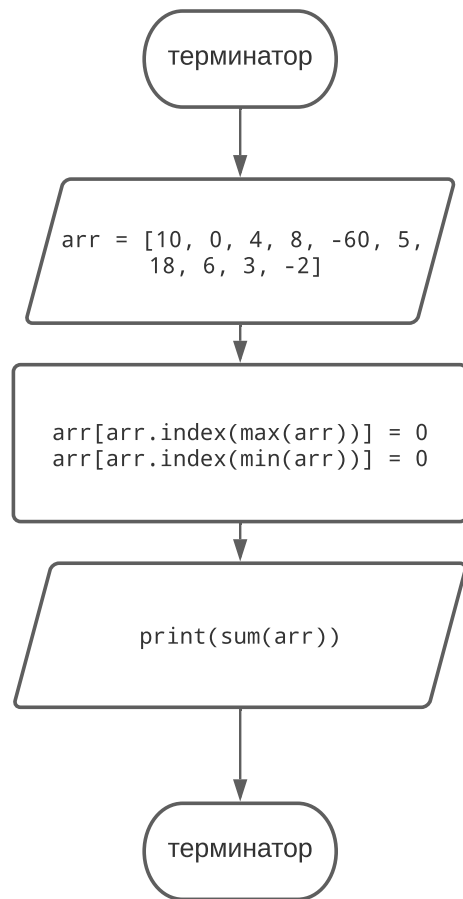 терминатор
arr = [10, 0, 4, 8, -60, 5,
18, 6, 3, -2]
arr[arr.index(max(arr))] = 0
arr[arr.index(min(arr))] = 0
print(sum(arr))
терминатор